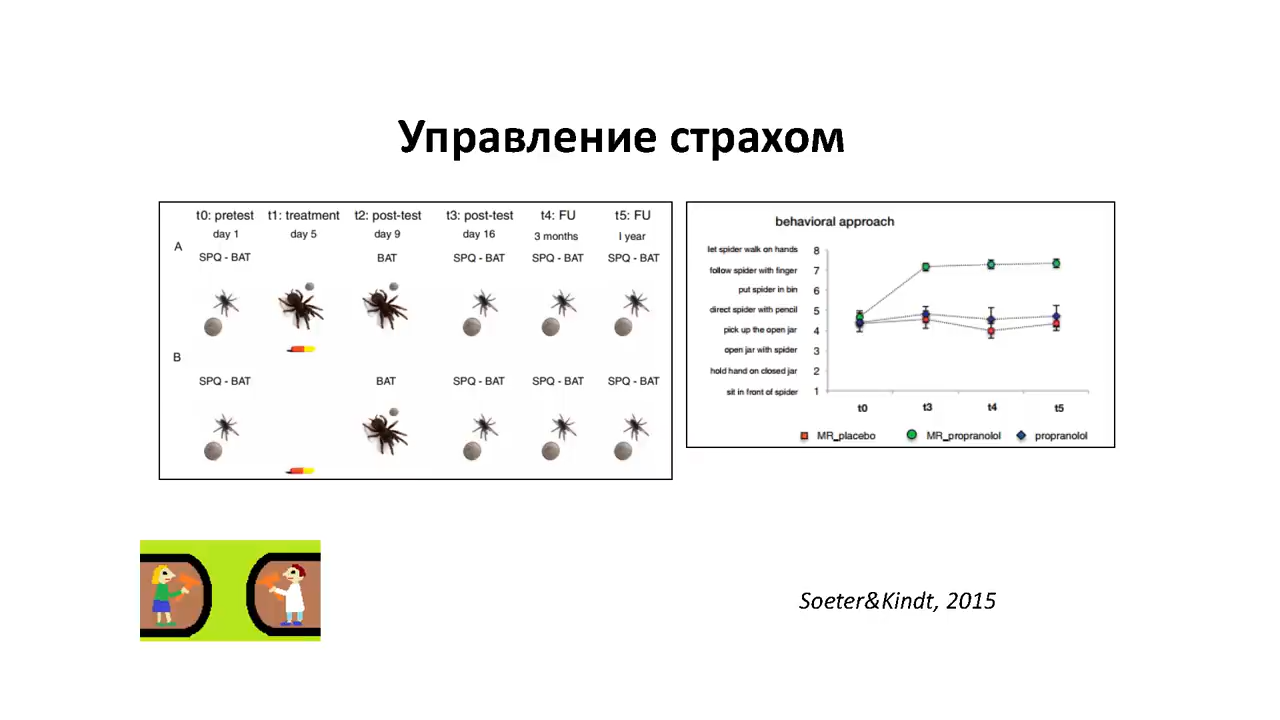 Управление страхом
t0: pretest t1: treatment t2: post-test t3: post-test t4: FU t5: FU
day 1 day 5 day 9 day 16 3 months I year
A
SPQ - BAT BAT SPQ - BAT SPQ - BAT SPQ - BAT
B
SPQ - BAT BAT SPQ - BAT SPQ - BAT SPQ - BAT
behavioral approach
let spider walk on hands 8
follow spider with finger 7
put spider in bin 6
direct spider with pencil 5
pick up the open jar 4
open jar with spider 3
hold hand on closed jar 2
sit in front of spider 1
t0 t3 t4 t5
MR_placebo MR_propranolol propranolol
Soeter&Kindt, 2015